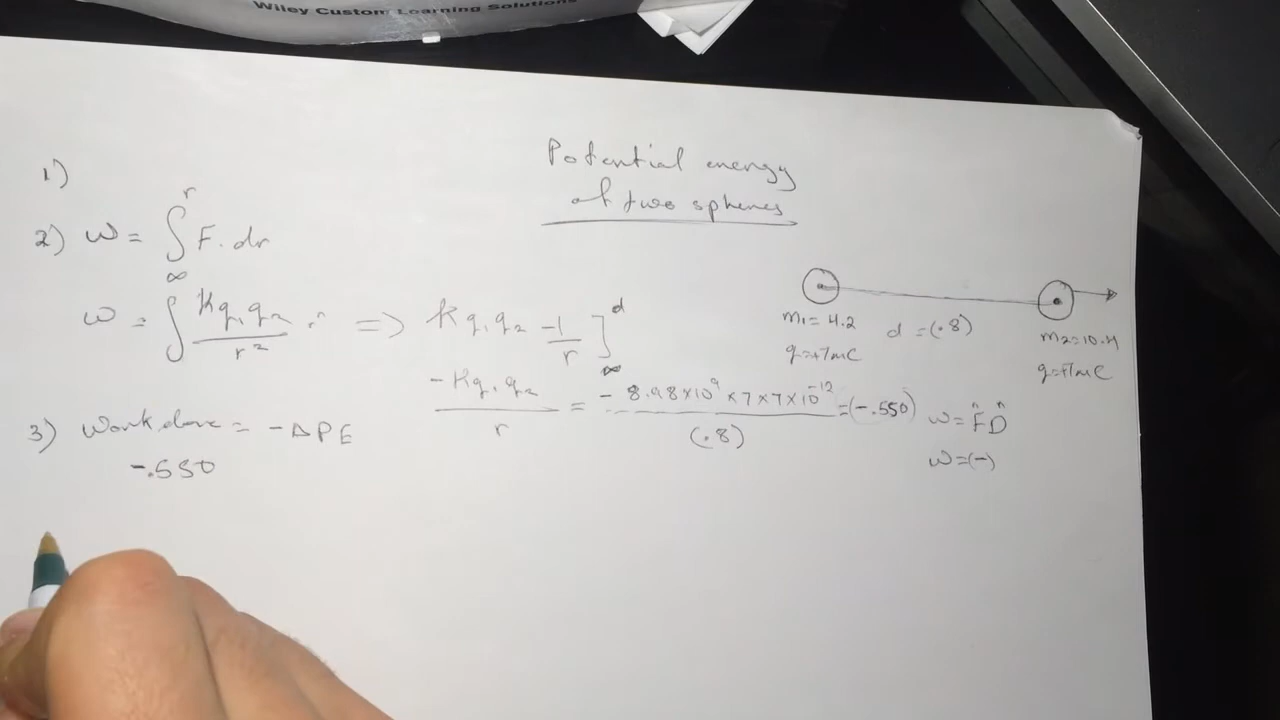 Wiley Custom Learning Solutions
Potential energy
of two spheres
1)
2) W = ∫ F. dr
r
∞
W = ∫ Kq₁q₂ / r² r̂ => Kq₁q₂ -1/r ]
d
∞
-Kq₁q₂ / r = - 8.98×10⁹ ×7×7×10⁻¹² / (.8) = (-.550)
3) Work done = -ΔPE
-.550
m₁= 4.2
q=+7mC
d = (.8)
m₂=10.4
W = FD
W=(-)